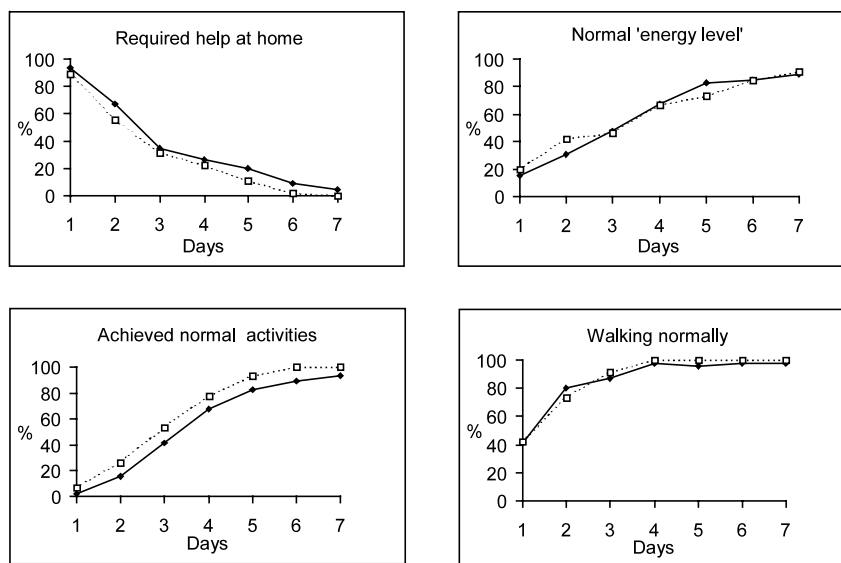 Required help at home
100
80
60
%
40
20
0
1 2 3 4 5 6 7
Days
Normal 'energy level'
100
80
60
%
40
20
0
1 2 3 4 5 6 7
Days
Achieved normal activities
100
80
60
%
40
20
0
1 2 3 4 5 6 7
Days
Walking normally
100
80
60
%
40
20
0
1 2 3 4 5 6 7
Days